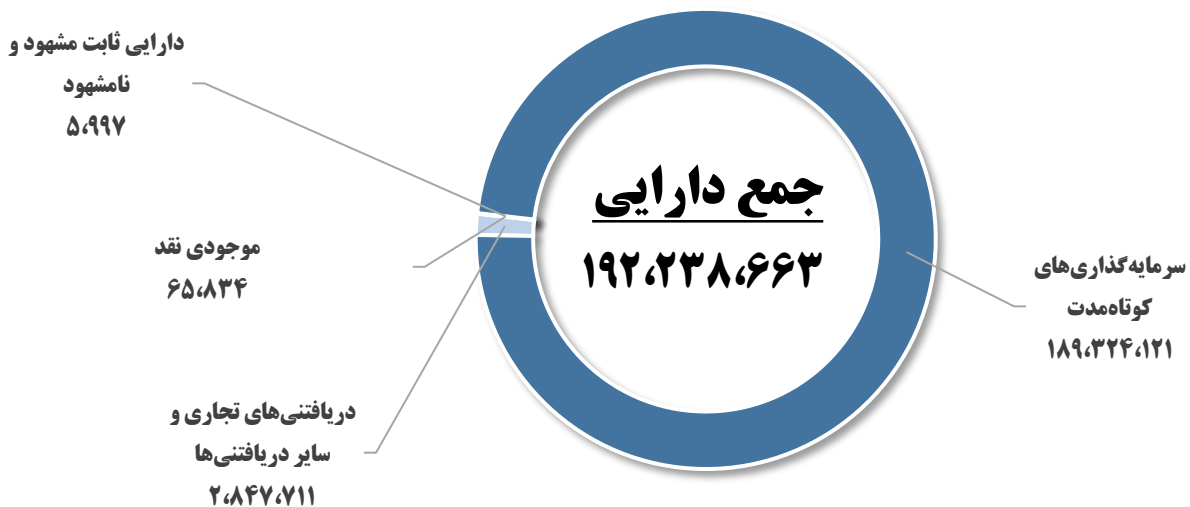 دارایی ثابت مشهود و
نامشهود
۵،۹۹۷
جمع دارایی
۱۹۲،۲۳۸،۶۶۳
موجودی نقد
۶۵،۸۳۴
سرمایه‌گذاری‌های
کوتاه‌مدت
۱۸۹،۳۲۴،۱۲۱
دریافتنی‌های تجاری و
سایر دریافتنی‌ها
۲،۸۴۷،۷۱۱